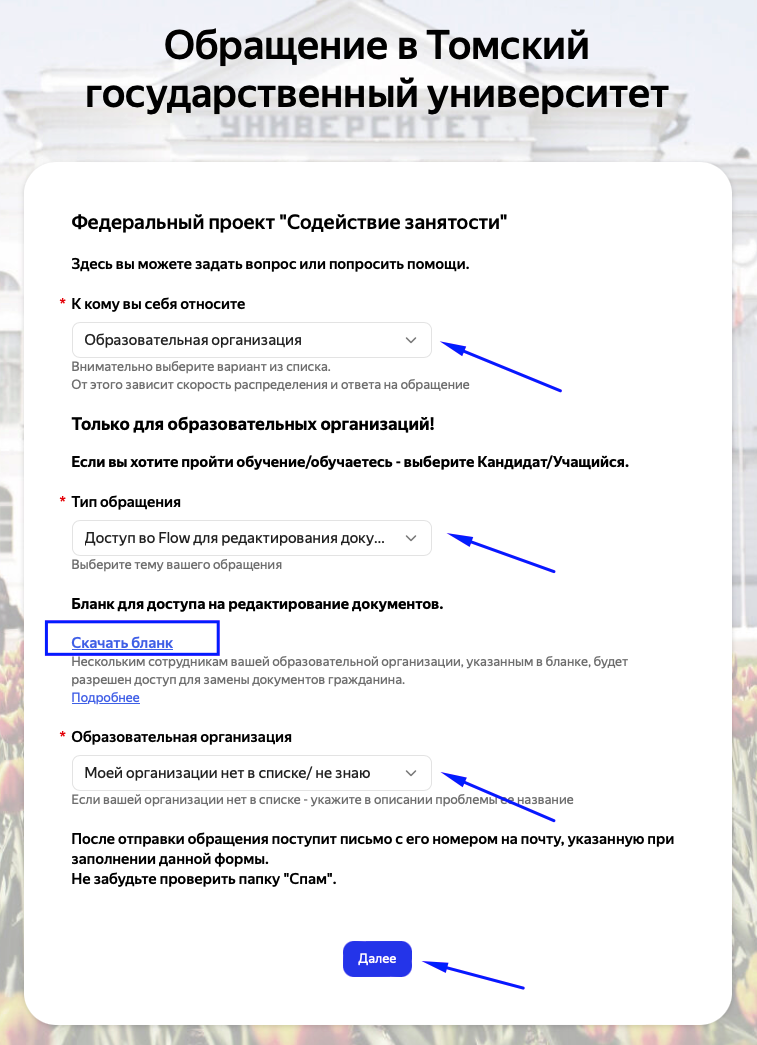 Обращение в Томский
государственный университет
УНИВЕРСИТЕТ
Федеральный проект "Содействие занятости"
Здесь вы можете задать вопрос или попросить помощи.
* К кому вы себя относите
Образовательная организация
Внимательно выберите вариант из списка.
От этого зависит скорость распределения и ответа на обращение
Только для образовательных организаций!
Если вы хотите пройти обучение/обучаетесь - выберите Кандидат/Учащийся.
* Тип обращения
Доступ во Flow для редактирования доку...
Выберите тему вашего обращения
Бланк для доступа на редактирование документов.
Скачать бланк
Нескольким сотрудникам вашей образовательной организации, указанным в бланке, будет
разрешен доступ для замены документов гражданина.
Подробнее
* Образовательная организация
Моей организации нет в списке/ не знаю
Если вашей организации нет в списке - укажите в описании проблемы ее название
После отправки обращения поступит письмо с его номером на почту, указанную при
заполнении данной формы.
Не забудьте проверить папку "Спам".
Далее